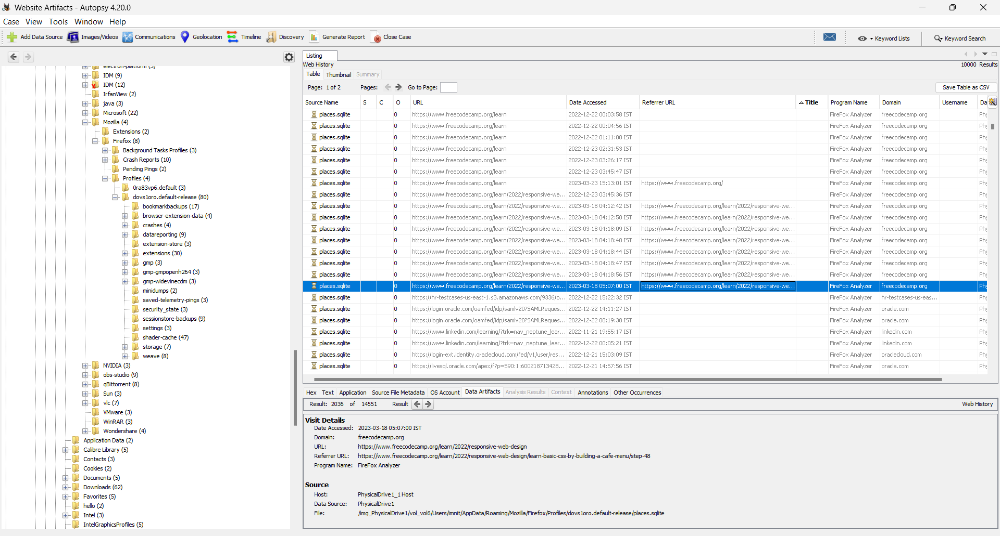 Website Artifacts - Autopsy 4.20.0
Case View Tools Window Help
Add Data Source Images/Videos Communications Geolocation Timeline Discovery Generate Report Close Case Keyword Lists Keyword Search
electron-platform (5)
IDM (9)
IDM (12)
IrfanView (2)
java (3)
Microsoft (22)
Mozilla (4)
Extensions (2)
Firefox (8)
Background Tasks Profiles (3)
Crash Reports (10)
Pending Pings (2)
Profiles (4)
0ra83vp6.default (3)
dovs1oro.default-release (80)
bookmarkbackups (17)
browser-extension-data (4)
crashes (4)
datareporting (9)
extension-store (3)
extensions (30)
gmp (3)
gmp-gmpopenh264 (3)
gmp-widevinecdm (3)
minidumps (2)
saved-telemetry-pings (3)
security_state (3)
sessionstore-backups (9)
settings (3)
shader-cache (47)
storage (7)
weave (8)
NVIDIA (3)
obs-studio (9)
qBittorrent (8)
Sun (3)
vlc (7)
VMware (3)
WinRAR (3)
Wondershare (4)
Application Data (2)
Calibre Library (5)
Contacts (3)
Cookies (2)
Documents (5)
Downloads (62)
Favorites (5)
hello (2)
Intel (3)
IntelGraphicsProfiles (5)
Listing
Web History 10000 Results
Table Thumbnail Summary
Page: 1 of 2 Pages: Go to Page: Save Table as CSV
Source Name S C O URL Date Accessed Referrer URL Title Program Name Domain Username Da
places.sqlite 0 https://www.freecodecamp.org/learn 2022-12-22 00:03:58 IST FireFox Analyzer freecodecamp.org Phy
places.sqlite 0 https://www.freecodecamp.org/learn 2022-12-22 00:04:56 IST FireFox Analyzer freecodecamp.org Phy
places.sqlite 0 https://www.freecodecamp.org/learn 2022-12-22 01:11:00 IST FireFox Analyzer freecodecamp.org Phy
places.sqlite 0 https://www.freecodecamp.org/learn 2022-12-23 02:31:53 IST FireFox Analyzer freecodecamp.org Phy
places.sqlite 0 https://www.freecodecamp.org/learn 2022-12-23 03:26:17 IST FireFox Analyzer freecodecamp.org Phy
places.sqlite 0 https://www.freecodecamp.org/learn 2022-12-23 03:45:47 IST FireFox Analyzer freecodecamp.org Phy
places.sqlite 0 https://www.freecodecamp.org/learn 2023-03-23 15:13:01 IST https://www.freecodecamp.org/ FireFox Analyzer freecodecamp.org Phy
places.sqlite 0 https://www.freecodecamp.org/learn/2022/responsive-we... 2022-12-23 03:45:36 IST FireFox Analyzer freecodecamp.org Phy
places.sqlite 0 https://www.freecodecamp.org/learn/2022/responsive-we... 2023-03-18 04:12:42 IST https://www.freecodecamp.org/learn/2022/responsive-we... FireFox Analyzer freecodecamp.org Phy
places.sqlite 0 https://www.freecodecamp.org/learn/2022/responsive-we... 2023-03-18 04:12:50 IST https://www.freecodecamp.org/learn/2022/responsive-we... FireFox Analyzer freecodecamp.org Phy
places.sqlite 0 https://www.freecodecamp.org/learn/2022/responsive-we... 2023-03-18 04:18:09 IST https://www.freecodecamp.org/learn/2022/responsive-we... FireFox Analyzer freecodecamp.org Phy
places.sqlite 0 https://www.freecodecamp.org/learn/2022/responsive-we... 2023-03-18 04:18:40 IST https://www.freecodecamp.org/learn/2022/responsive-we... FireFox Analyzer freecodecamp.org Phy
places.sqlite 0 https://www.freecodecamp.org/learn/2022/responsive-we... 2023-03-18 04:18:44 IST https://www.freecodecamp.org/learn/2022/responsive-we... FireFox Analyzer freecodecamp.org Phy
places.sqlite 0 https://www.freecodecamp.org/learn/2022/responsive-we... 2023-03-18 04:18:47 IST https://www.freecodecamp.org/learn/2022/responsive-we... FireFox Analyzer freecodecamp.org Phy
places.sqlite 0 https://www.freecodecamp.org/learn/2022/responsive-we... 2023-03-18 04:18:56 IST https://www.freecodecamp.org/learn/2022/responsive-we... FireFox Analyzer freecodecamp.org Phy
places.sqlite 0 https://www.freecodecamp.org/learn/2022/responsive-we... 2023-03-18 05:07:00 IST https://www.freecodecamp.org/learn/2022/responsive-we... FireFox Analyzer freecodecamp.org Phy
places.sqlite 0 https://hr-testcases-us-east-1.s3.amazonaws.com/9336/o... 2022-12-22 15:22:32 IST FireFox Analyzer hr-testcases-us-eas... Phy
places.sqlite 0 https://login.oracle.com/oamfed/idp/samlv20?SAMLReques... 2022-12-22 14:11:27 IST FireFox Analyzer oracle.com Phy
places.sqlite 0 https://login.oracle.com/oamfed/idp/samlv20?SAMLReques... 2022-12-22 00:19:38 IST FireFox Analyzer oracle.com Phy
places.sqlite 0 https://www.linkedin.com/learning/?trk=nav_neptune_lear... 2022-11-21 19:55:17 IST FireFox Analyzer linkedin.com Phy
places.sqlite 0 https://www.linkedin.com/learning/?trk=nav_neptune_lear... 2022-12-22 00:05:21 IST FireFox Analyzer linkedin.com Phy
places.sqlite 0 https://login-ext.identity.oraclecloud.com/fed/v1/user/res... 2022-12-21 15:03:09 IST FireFox Analyzer oraclecloud.com Phy
places.sqlite 0 https://livesql.oracle.com/apex/f?p=590:1:600218713428... 2022-12-21 14:57:56 IST FireFox Analyzer oracle.com Phy
Hex Text Application Source File Metadata OS Account Data Artifacts Analysis Results Context Annotations Other Occurrences
Result: 2036 of 14551 Result Web History
Visit Details
Date Accessed: 2023-03-18 05:07:00 IST
Domain: freecodecamp.org
URL: https://www.freecodecamp.org/learn/2022/responsive-web-design
Referrer URL: https://www.freecodecamp.org/learn/2022/responsive-web-design/learn-basic-css-by-building-a-cafe-menu/step-48
Program Name: FireFox Analyzer
Source
Host: PhysicalDrive1_1 Host
Data Source: PhysicalDrive1
File: /img_PhysicalDrive1/vol_vol6/Users/imnit/AppData/Roaming/Mozilla/Firefox/Profiles/dovs1oro.default-release/places.sqlite